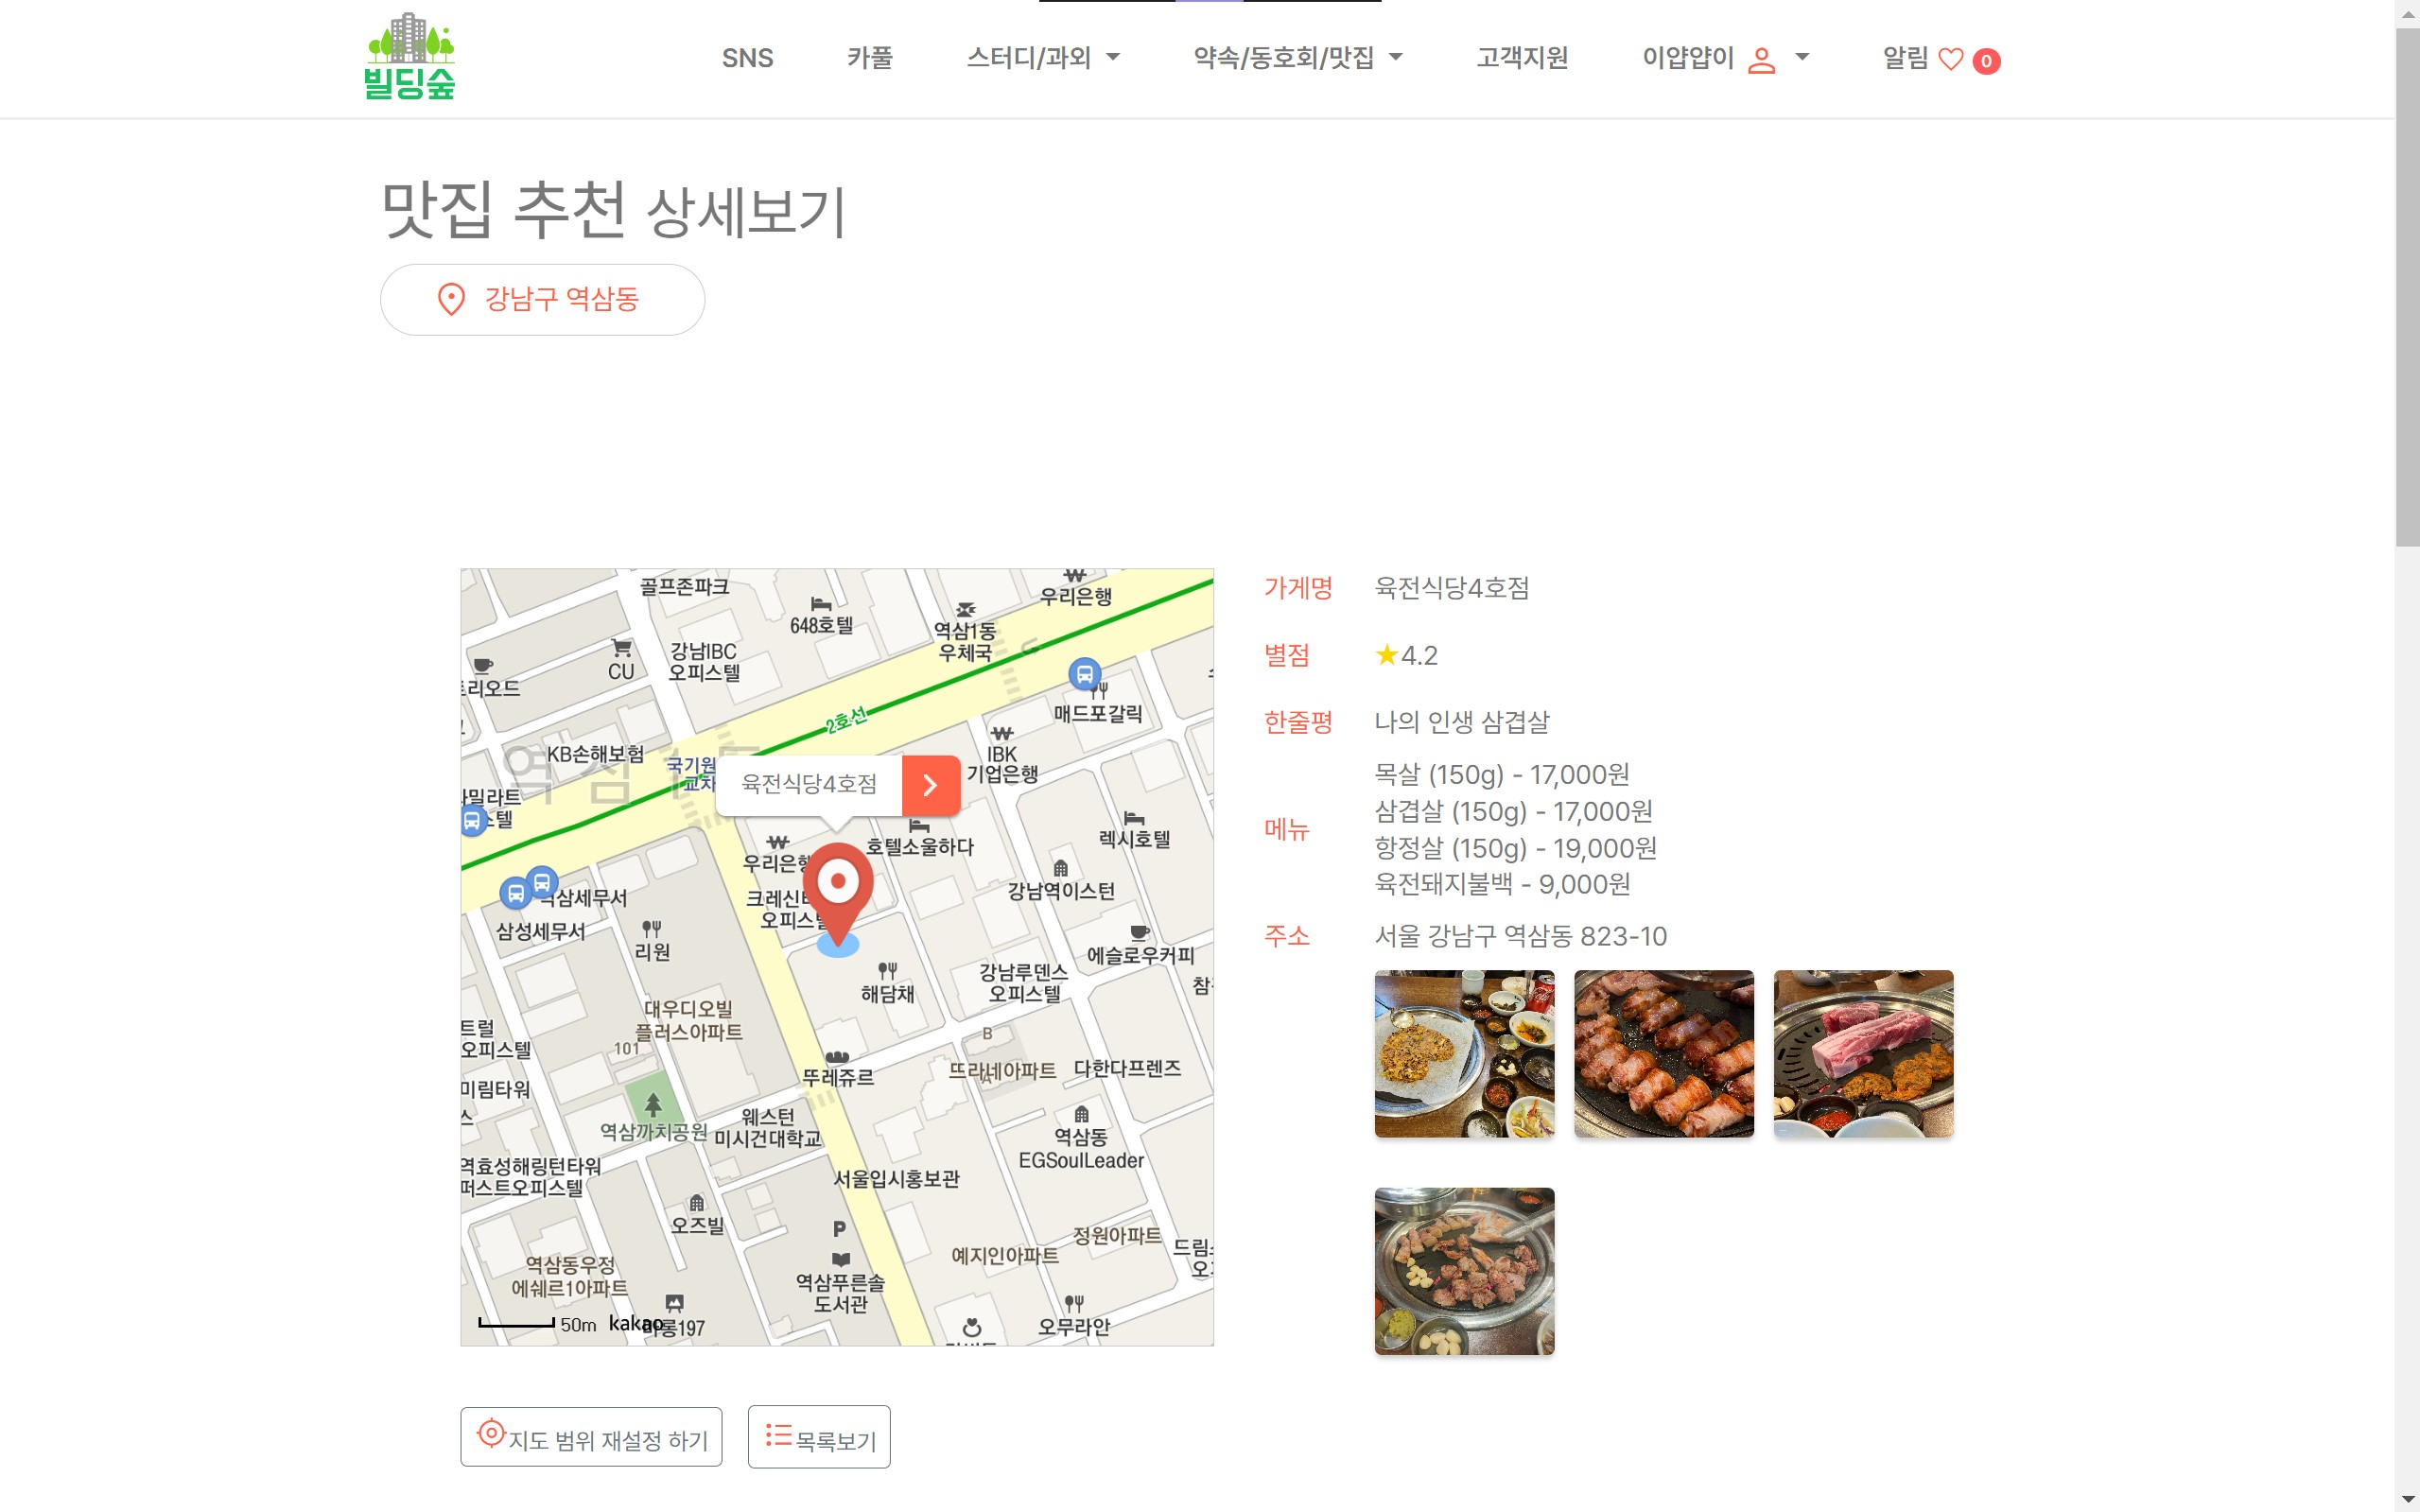 빌딩숲
SNS
카풀
스터디/과외
약속/동호회/맛집
고객지원
이얍얍이
알림
0
맛집 추천 상세보기
강남구 역삼동
골프존파크
648호텔
우리은행
역삼1동
우체국
CU
강남IBC
오피스텔
매드포갈릭
2호선
KB손해보험
역삼
국기원
IBK
기업은행
육전식당4호점
우리은행
호텔소울하다
렉시호텔
강남역이스턴
오피스텔
역삼세무서
삼성세무서
리원
에슬로우커피
해담채
강남루덴스
오피스텔
대우디오빌
플러스아파트
101
B
오피스텔
미림타워
뚜레쥬르
뜨라네아파트
다한다프렌즈
역삼까치공원
웨스턴
미시건대학교
역삼동
EGSoulLeader
역효성해링턴타워
퍼스트오피스텔
서울입시홍보관
오즈빌
P
정원아파트
예지인아파트
역삼동우정
에쉐르1아파트
역삼푸른솔
도서관
오무라안
50m
kakao
가게명
육전식당4호점
별점
★4.2
한줄평
나의 인생 삼겹살
메뉴
목살 (150g) - 17,000원
삼겹살 (150g) - 17,000원
항정살 (150g) - 19,000원
육전돼지불백 - 9,000원
주소
서울 강남구 역삼동 823-10
지도 범위 재설정 하기
목록보기